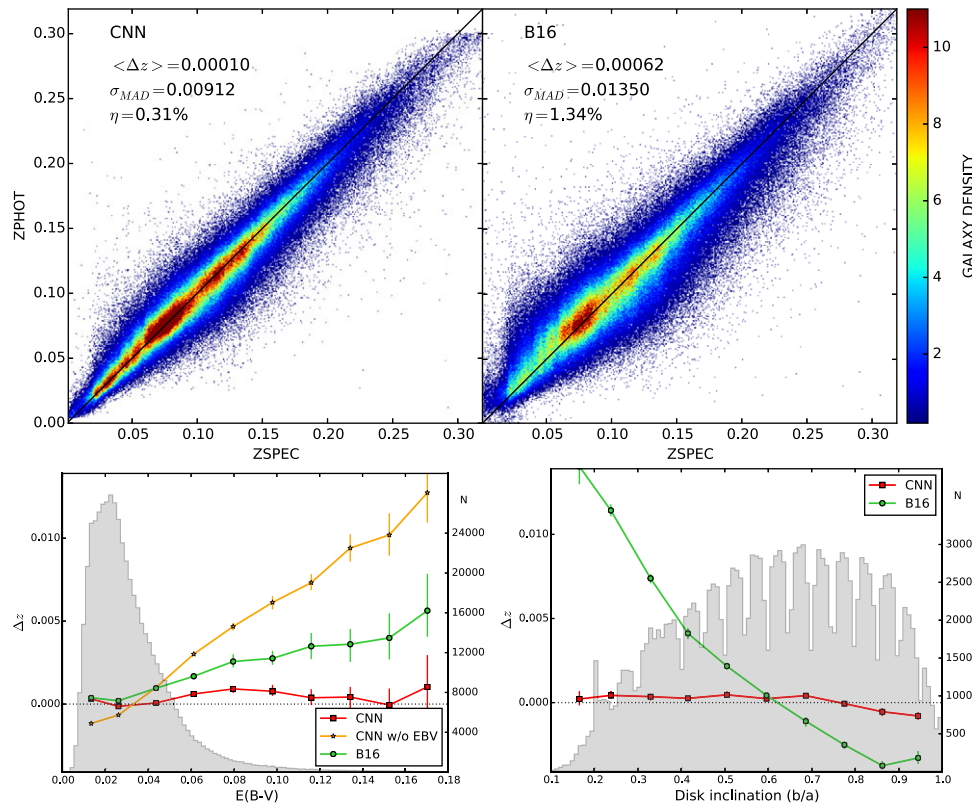 CNN
<Δz> =0.00010
σMAD=0.00912
η=0.31%
B16
<Δz> =0.00062
σMAD=0.01350
η=1.34%
0.30
0.25
0.20
0.15
0.10
0.05
0.00
ZPHOT
0.05 0.10 0.15 0.20 0.25 0.30
ZSPEC
0.05 0.10 0.15 0.20 0.25 0.30
ZSPEC
10
8
6
4
2
GALAXY DENSITY
0.010
0.005
0.000
Δz
N
24000
20000
16000
12000
8000
4000
CNN
CNN w/o EBV
B16
0.00 0.02 0.04 0.06 0.08 0.10 0.12 0.14 0.16 0.18
E(B-V)
0.010
0.005
0.000
Δz
CNN
B16
N
3000
2500
2000
1500
1000
500
0.1 0.2 0.3 0.4 0.5 0.6 0.7 0.8 0.9 1.0
Disk inclination (b/a)